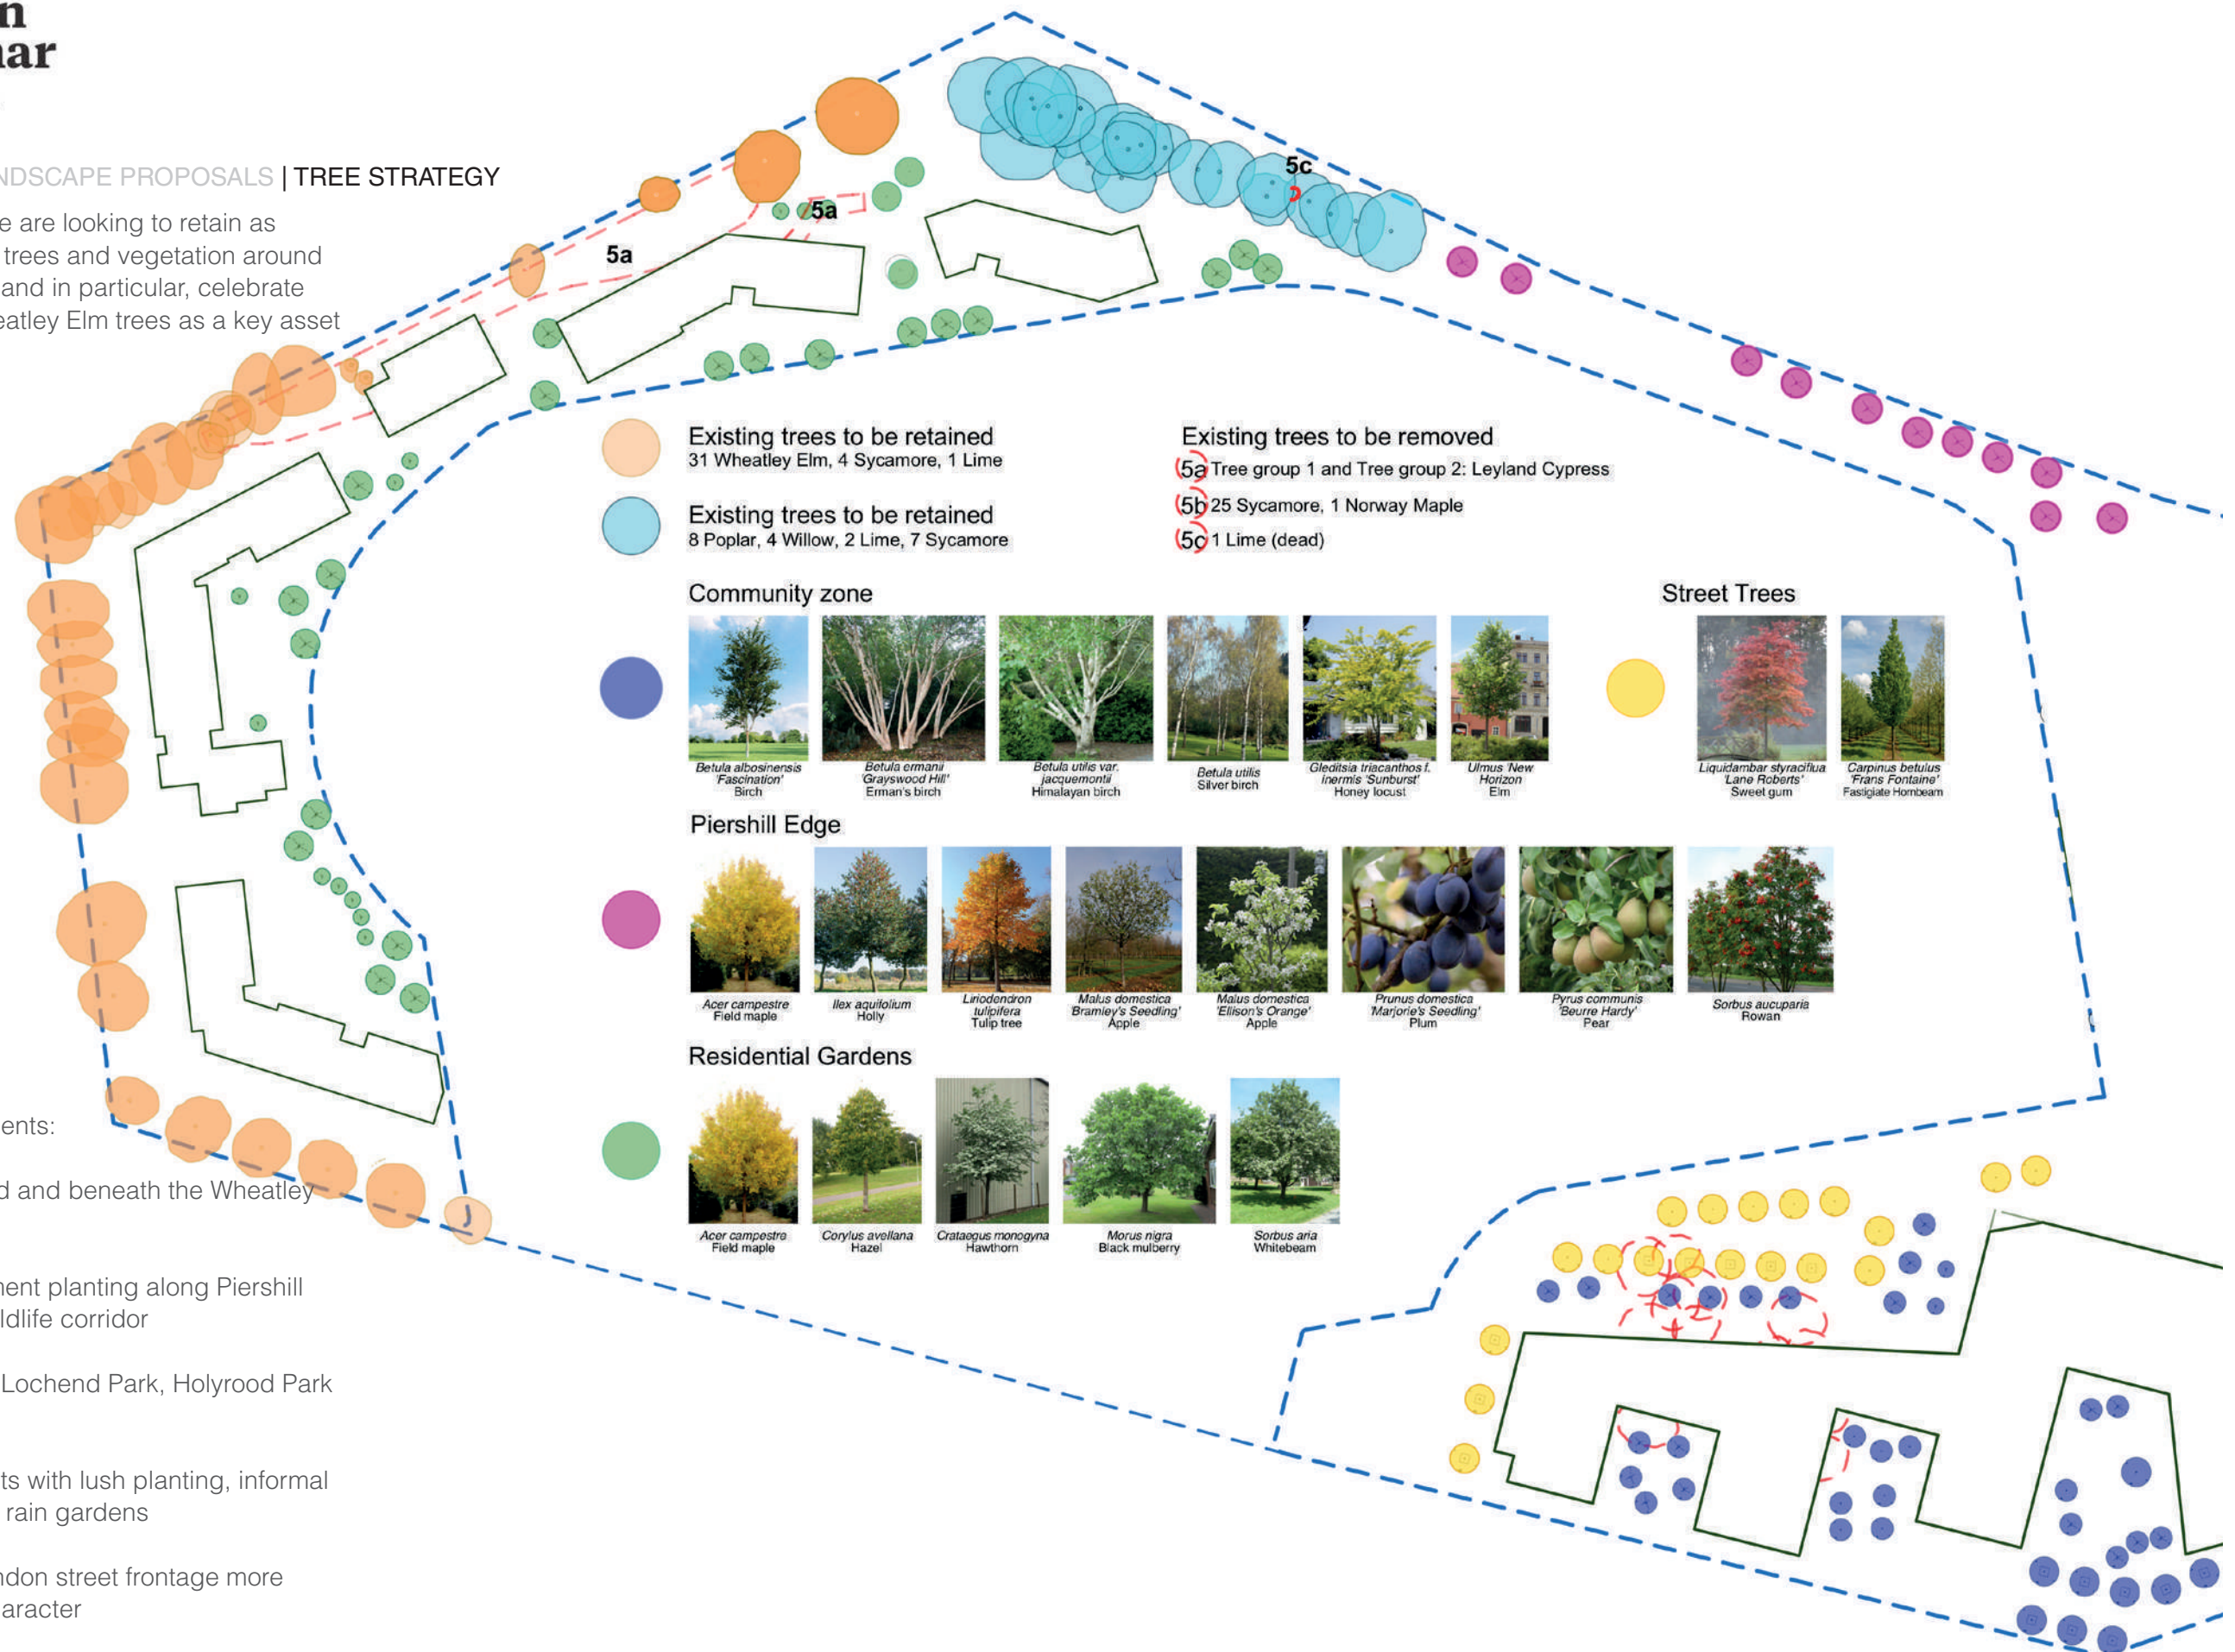 n
nar
NDSCAPE PROPOSALS | TREE STRATEGY
e are looking to retain as
trees and vegetation around
and in particular, celebrate
eatley Elm trees as a key asset
5a
5a
5c
Existing trees to be retained
31 Wheatley Elm, 4 Sycamore, 1 Lime
Existing trees to be retained
8 Poplar, 4 Willow, 2 Lime, 7 Sycamore
Existing trees to be removed
5a Tree group 1 and Tree group 2: Leyland Cypress
5b 25 Sycamore, 1 Norway Maple
5c 1 Lime (dead)
Community zone
Betula albosinensis
'Fascination'
Birch
Betula ermanii
'Grayswood Hill'
Erman's birch
Betula utilis var.
jacquemontii
Himalayan birch
Betula utilis
Silver birch
Gleditsia triacanthos f.
inermis 'Sunburst'
Honey locust
Ulmus 'New
Horizon
Elm
Street Trees
Liquidambar styraciflua
'Lane Roberts'
Sweet gum
Carpinus betulus
'Frans Fontaine'
Fastigiate Hornbeam
Piershill Edge
Acer campestre
Field maple
Ilex aquifolium
Holly
Liriodendron
tulipifera
Tulip tree
Malus domestica
'Bramley's Seedling'
Apple
Malus domestica
'Ellison's Orange'
Apple
Prunus domestica
'Marjorie's Seedling'
Plum
Pyrus communis
'Beurre Hardy'
Pear
Sorbus aucuparia
Rowan
Residential Gardens
Acer campestre
Field maple
Corylus avellana
Hazel
Crataegus monogyna
Hawthorn
Morus nigra
Black mulberry
Sorbus aria
Whitebeam
ents:
d and beneath the Wheatley
ment planting along Piershill
ildlife corridor
Lochend Park, Holyrood Park
ts with lush planting, informal
rain gardens
ndon street frontage more
aracter